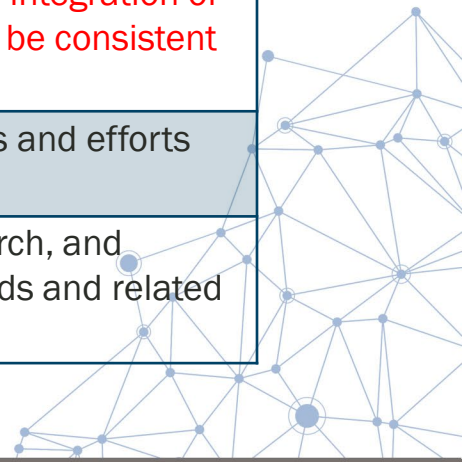 integration of
be consistent
s and efforts
rch, and
ds and related